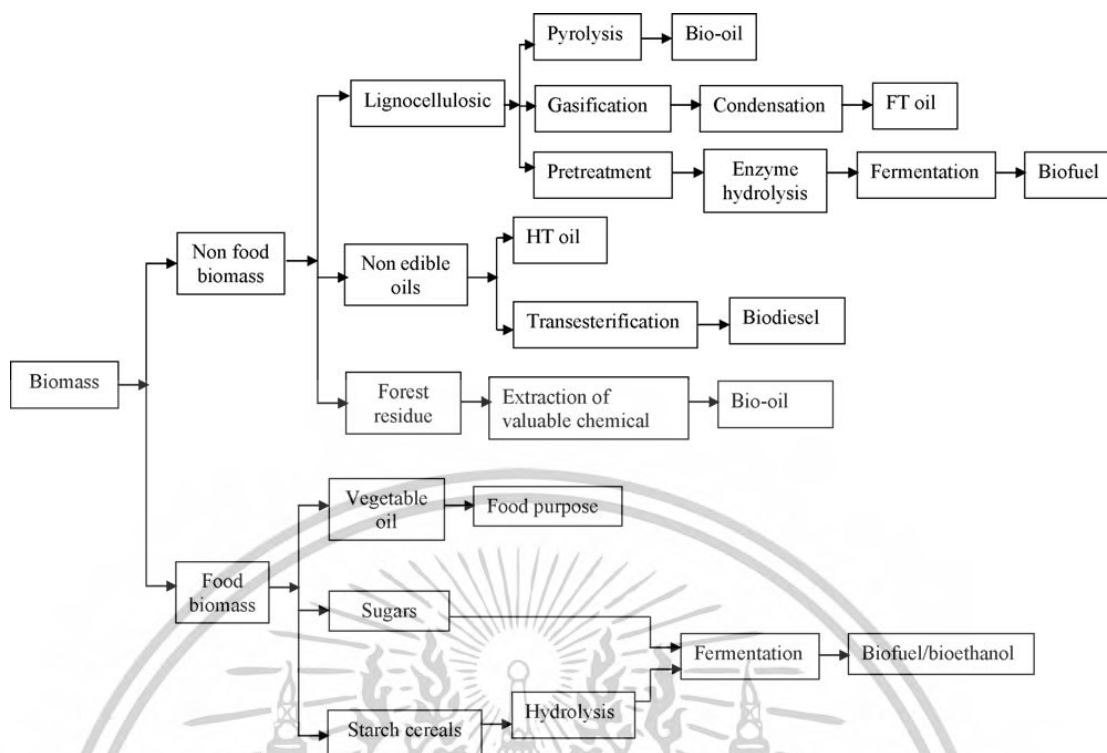 Pyrolysis
Bio-oil
Lignocellulosic
Gasification
Condensation
FT oil
Pretreatment
Enzyme
hydrolysis
Fermentation
Biofuel
Non food
biomass
Non edible
oils
HT oil
Transesterification
Biodiesel
Biomass
Forest
residue
Extraction of
valuable chemical
Bio-oil
Vegetable
oil
Food purpose
Food
biomass
Sugars
Fermentation
Biofuel/bioethanol
Starch cereals
Hydrolysis